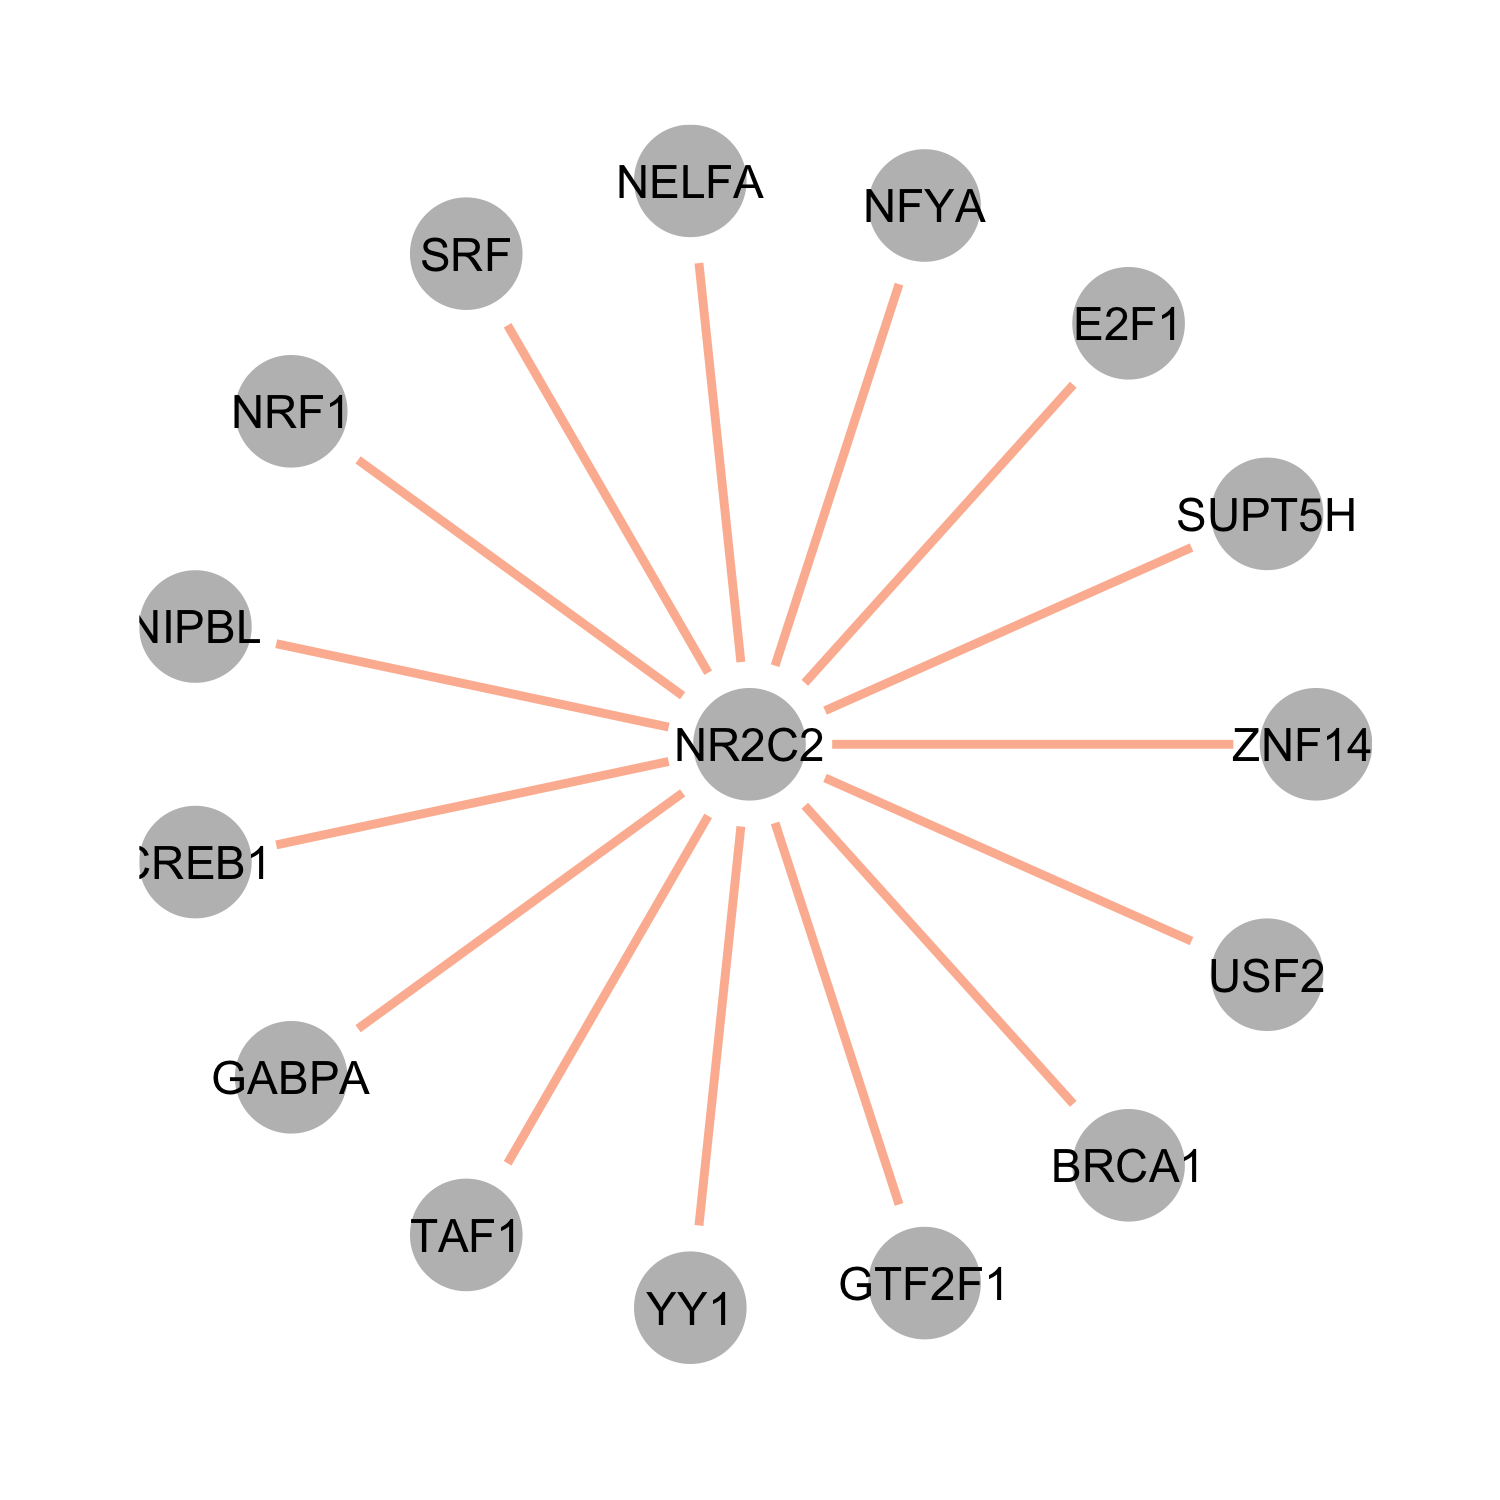 NELFA
NFYA
SRF
E2F1
NRF1
SUPT5H
NIPBL
NR2C2
ZNF14
CREB1
USF2
GABPA
BRCA1
TAF1
GTF2F1
YY1